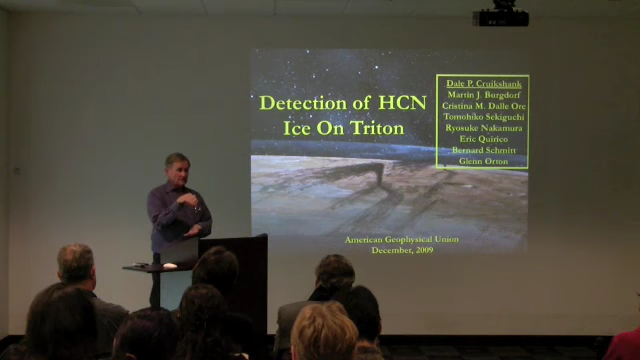 Detection of HCN
Ice On Triton
Dale P. Cruikshank
Martin J. Burgdorf
Cristina M. Dalle Ore
Tomohiko Sekiguchi
Ryosuke Nakamura
Eric Quirico
Bernard Schmitt
Glenn Orton
American Geophysical Union
December, 2009